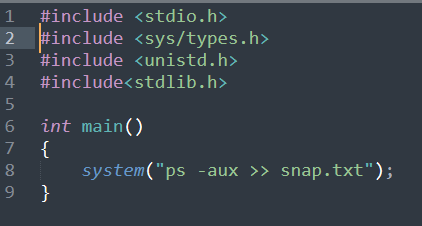 1 #include <stdio.h>
2 #include <sys/types.h>
3 #include <unistd.h>
4 #include<stdlib.h>
5
6 int main()
7 {
8     system("ps -aux >> snap.txt");
9 }